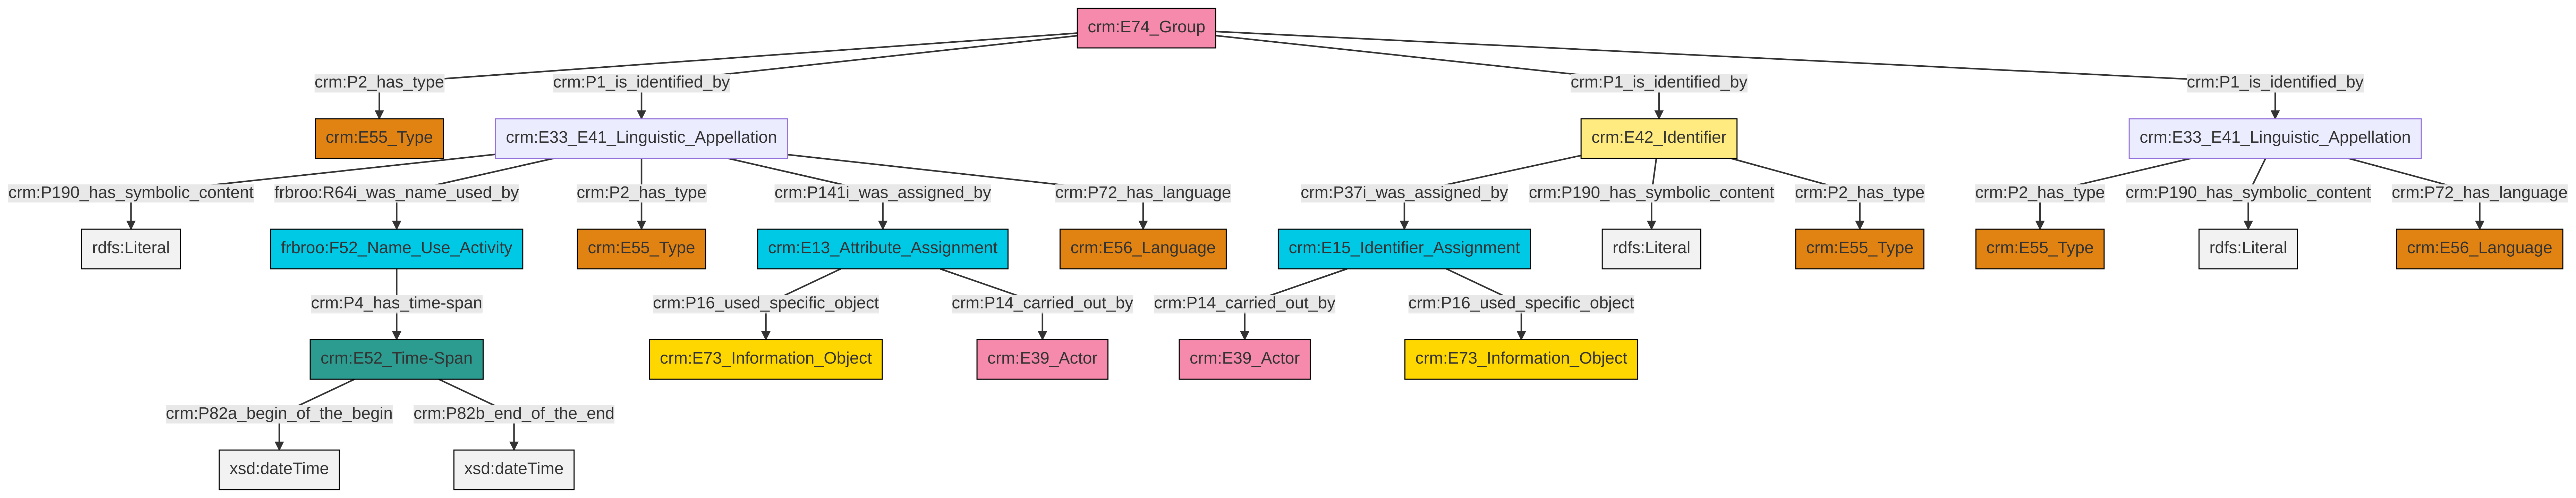 crm:E74_Group
crm:P2_has_type
crm:P1_is_identified_by
crm:P1_is_identified_by
crm:P1_is_identified_by
crm:E55_Type
crm:E33_E41_Linguistic_Appellation
crm:E42_Identifier
crm:E33_E41_Linguistic_Appellation
crm:P190_has_symbolic_content
frbroo:R64i_was_name_used_by
crm:P2_has_type
crm:P141i_was_assigned_by
crm:P72_has_language
crm:P37i_was_assigned_by
crm:P190_has_symbolic_content
crm:P2_has_type
crm:P2_has_type
crm:P190_has_symbolic_content
crm:P72_has_language
rdfs:Literal
frbroo:F52_Name_Use_Activity
crm:E55_Type
crm:E13_Attribute_Assignment
crm:E56_Language
crm:E15_Identifier_Assignment
rdfs:Literal
crm:E55_Type
crm:E55_Type
rdfs:Literal
crm:E56_Language
crm:P4_has_time-span
crm:P16_used_specific_object
crm:P14_carried_out_by
crm:P14_carried_out_by
crm:P16_used_specific_object
crm:E52_Time-Span
crm:E73_Information_Object
crm:E39_Actor
crm:E39_Actor
crm:E73_Information_Object
crm:P82a_begin_of_the_begin
crm:P82b_end_of_the_end
xsd:dateTime
xsd:dateTime